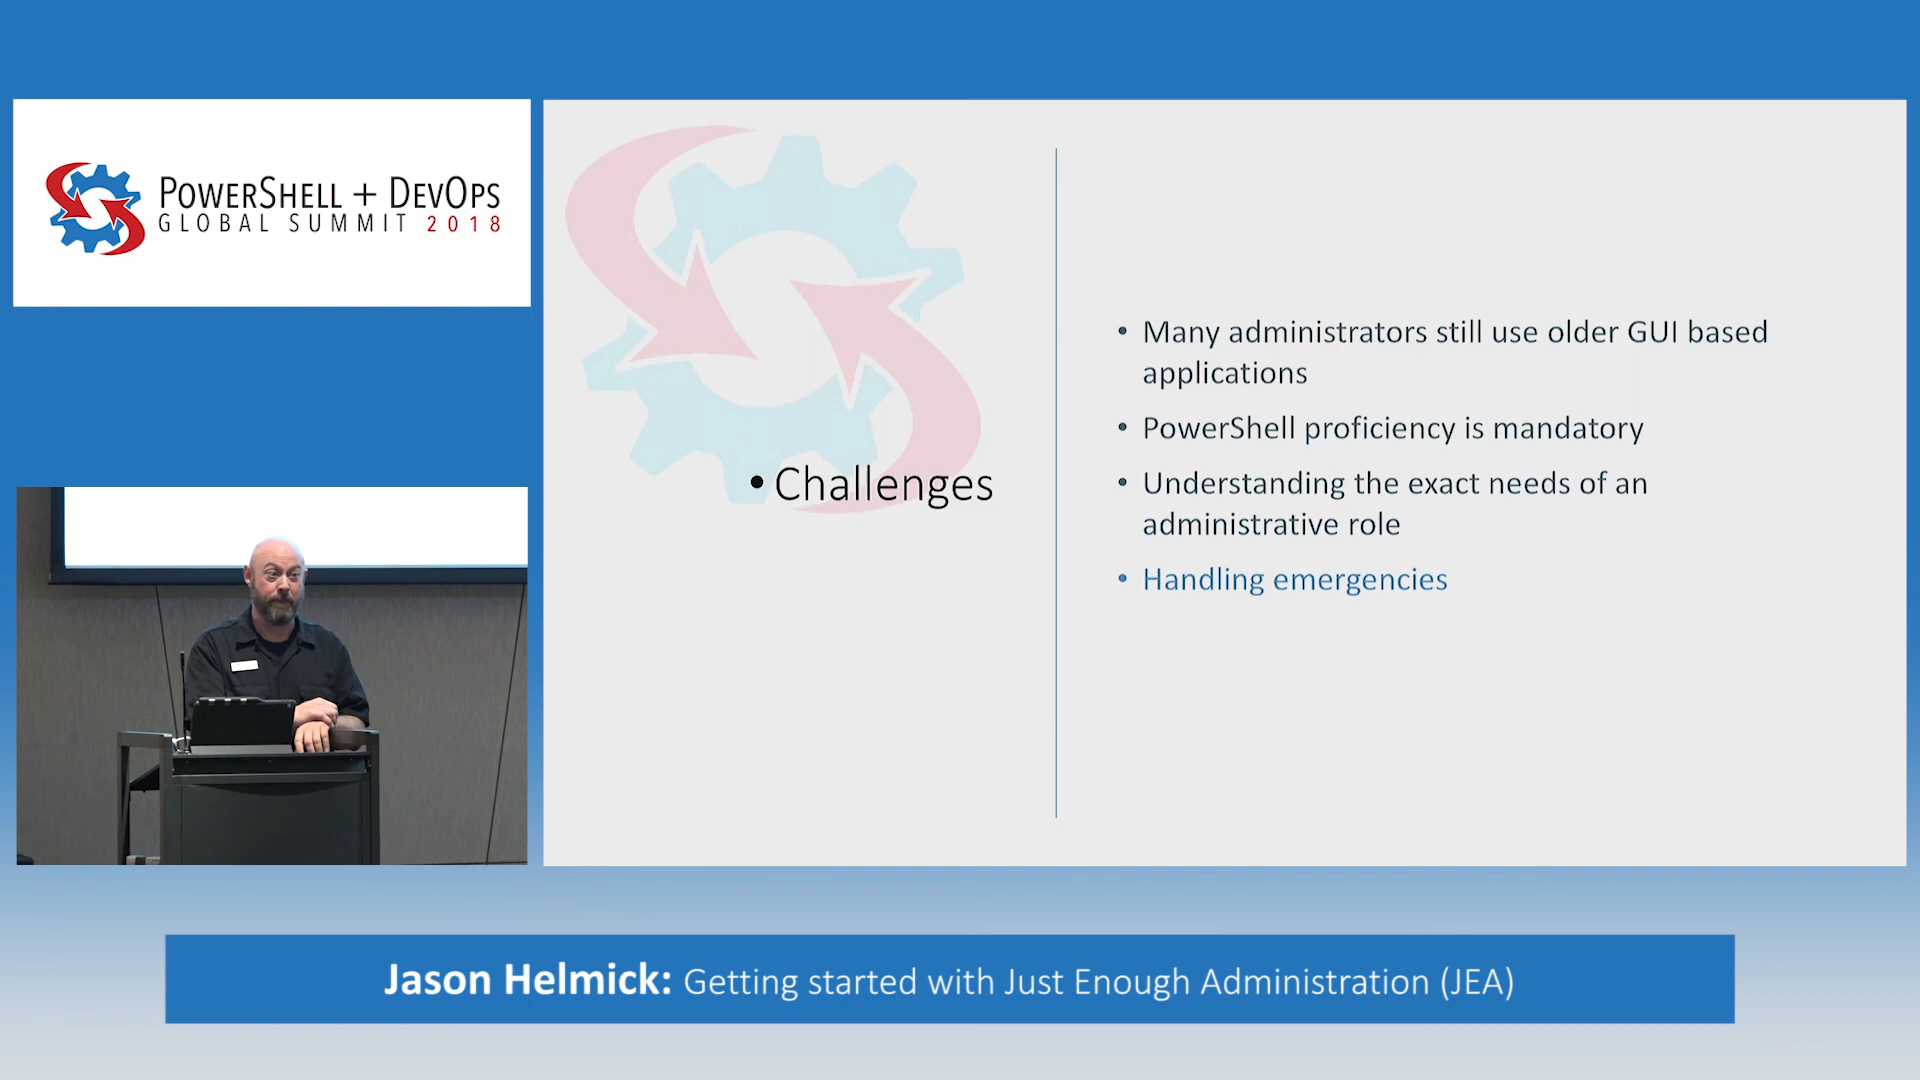 POWERSHELL + DEVOPS
GLOBAL SUMMIT 2018
• Challenges
• Many administrators still use older GUI based
applications
• PowerShell proficiency is mandatory
• Understanding the exact needs of an
administrative role
• Handling emergencies
Jason Helmick: Getting started with Just Enough Administration (JEA)